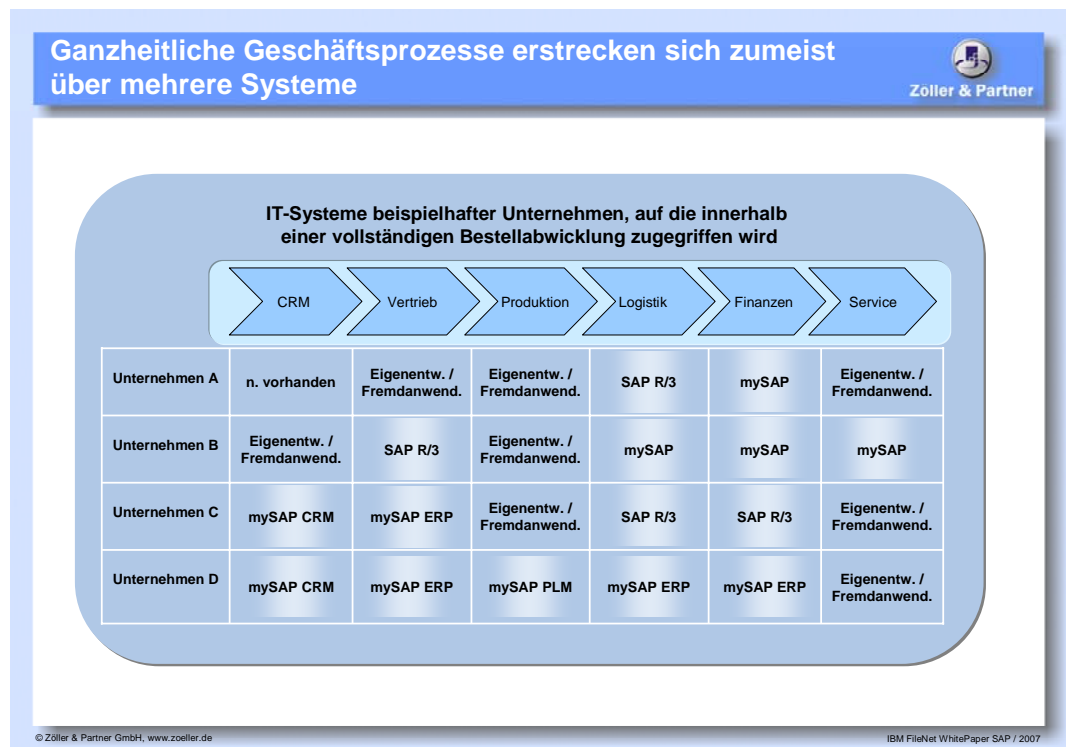 Ganzheitliche Geschäftsprozesse erstrecken sich zumeist
über mehrere Systeme
Zöller & Partner
IT-Systeme beispielhafter Unternehmen, auf die innerhalb
einer vollständigen Bestellabwicklung zugegriffen wird
CRM
Vertrieb
Produktion
Logistik
Finanzen
Service
Unternehmen A
n. vorhanden
Eigenentw. /
Fremdanwend.
Eigenentw. /
Fremdanwend.
SAP R/3
mySAP
Eigenentw. /
Fremdanwend.
Unternehmen B
Eigenentw. /
Fremdanwend.
SAP R/3
Eigenentw. /
Fremdanwend.
mySAP
mySAP
mySAP
Unternehmen C
mySAP CRM
mySAP ERP
Eigenentw. /
Fremdanwend.
SAP R/3
SAP R/3
Eigenentw. /
Fremdanwend.
Unternehmen D
mySAP CRM
mySAP ERP
mySAP PLM
mySAP ERP
mySAP ERP
Eigenentw. /
Fremdanwend.
© Zöller & Partner GmbH, www.zoeller.de
IBM FileNet WhitePaper SAP / 2007